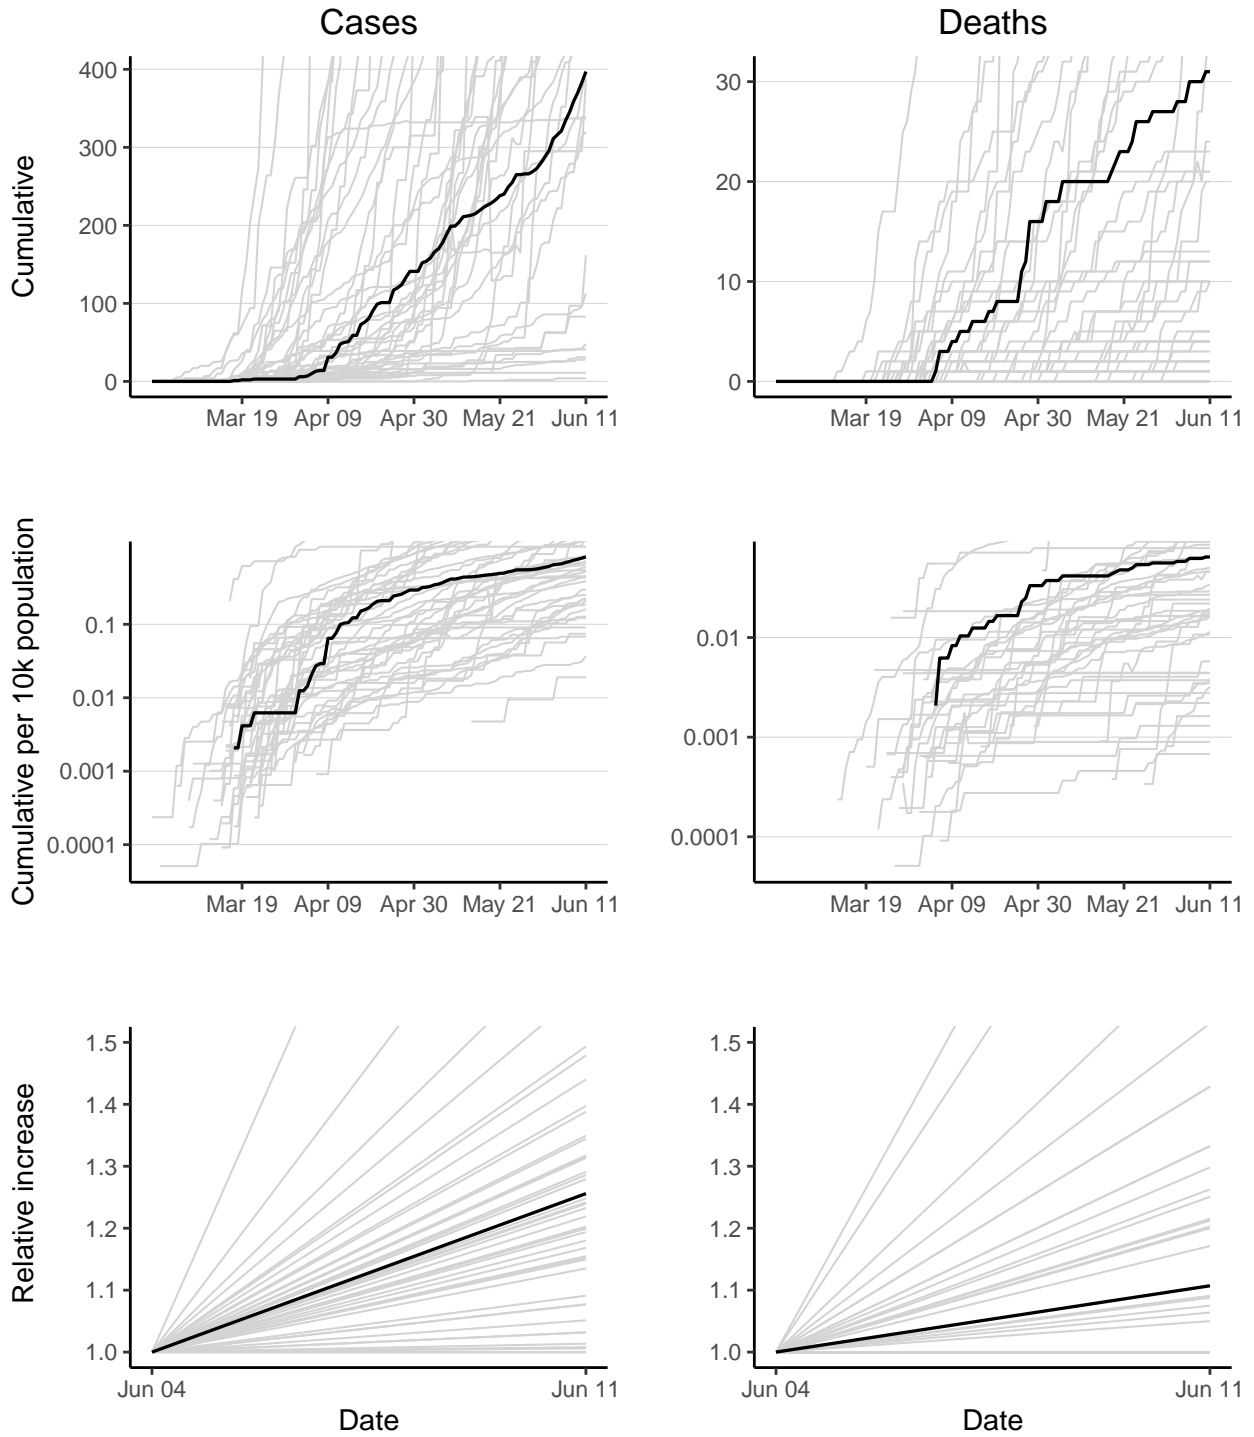 Cases
Deaths
Cumulative
400
300
200
100
0
Mar 19 Apr 09 Apr 30 May 21 Jun 11
30
20
10
0
Mar 19 Apr 09 Apr 30 May 21 Jun 11
Cumulative per 10k population
0.1
0.01
0.001
0.0001
Mar 19 Apr 09 Apr 30 May 21 Jun 11
0.01
0.001
0.0001
Mar 19 Apr 09 Apr 30 May 21 Jun 11
Relative increase
1.5
1.4
1.3
1.2
1.1
1.0
Jun 04 Jun 11
Date
1.5
1.4
1.3
1.2
1.1
1.0
Jun 04 Jun 11
Date